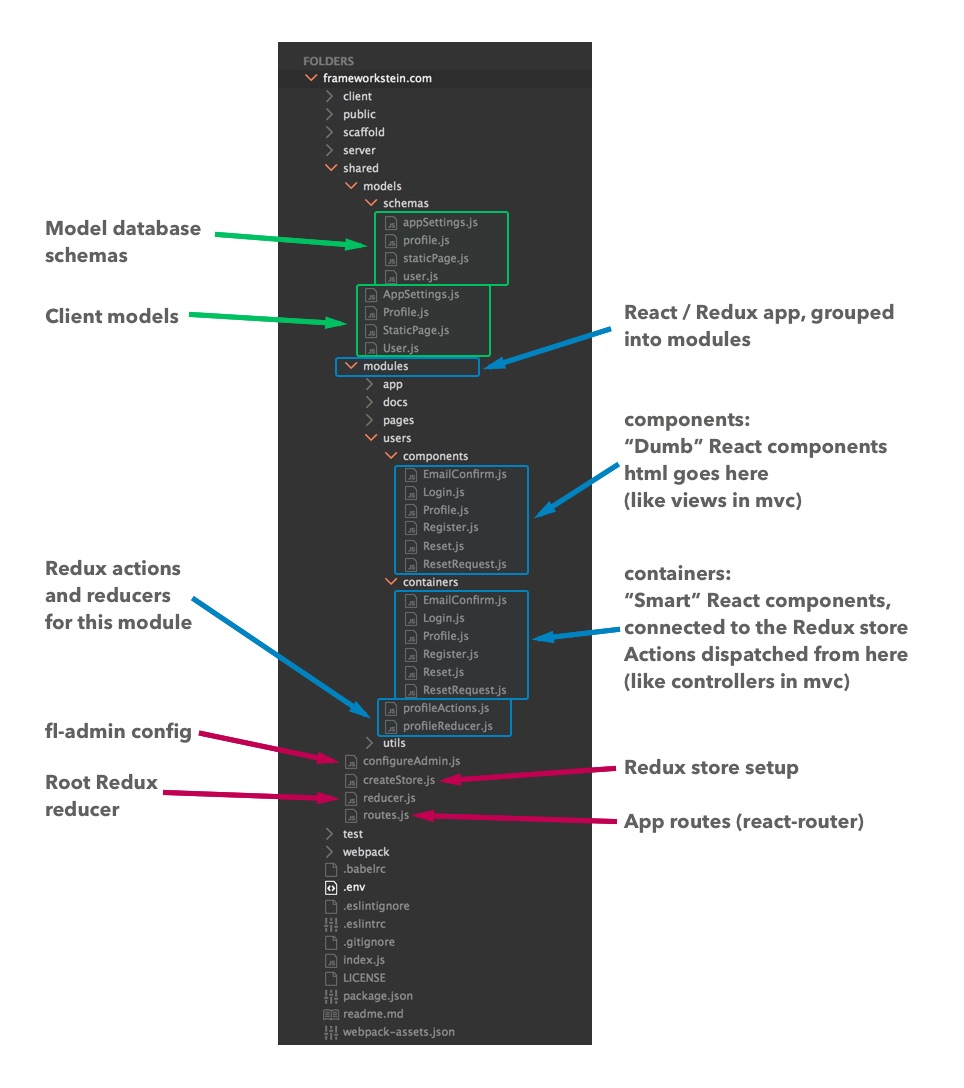 FOLDERS
frameworkstein.com
client
public
scaffold
server
shared
models
schemas
appSettings.js
profile.js
staticPage.js
user.js
AppSettings.js
Profile.js
StaticPage.js
User.js
modules
app
docs
pages
users
components
EmailConfirm.js
Login.js
Profile.js
Register.js
Reset.js
ResetRequest.js
containers
EmailConfirm.js
Login.js
Profile.js
Register.js
Reset.js
ResetRequest.js
profileActions.js
profileReducer.js
utils
configureAdmin.js
createStore.js
reducer.js
routes.js
test
webpack
.babelrc
.env
.eslintignore
.eslintrc
.gitignore
index.js
LICENSE
package.json
readme.md
webpack-assets.json
Model database
schemas
Client models
Redux actions
and reducers
for this module
fl-admin config
Root Redux
reducer
React / Redux app, grouped
into modules
components:
“Dumb” React components
html goes here
(like views in mvc)
containers:
“Smart” React components,
connected to the Redux store
Actions dispatched from here
(like controllers in mvc)
Redux store setup
App routes (react-router)